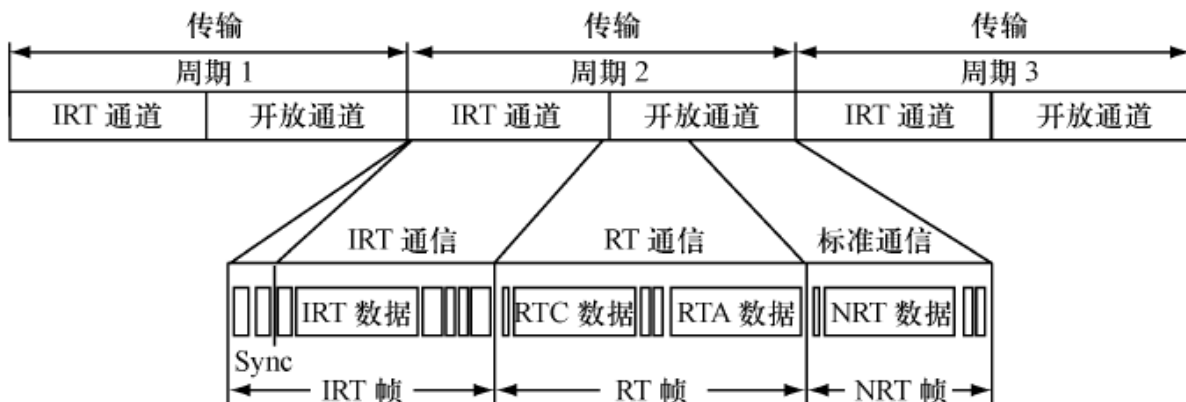 传输 传输 传输
周期 1 周期 2 周期 3
IRT 通道 开放通道 IRT 通道 开放通道 IRT 通道 开放通道
IRT 通信 RT 通信 标准通信
IRT 数据 RTC 数据 RTA 数据 NRT 数据
Sync
IRT 帧 RT 帧 NRT 帧